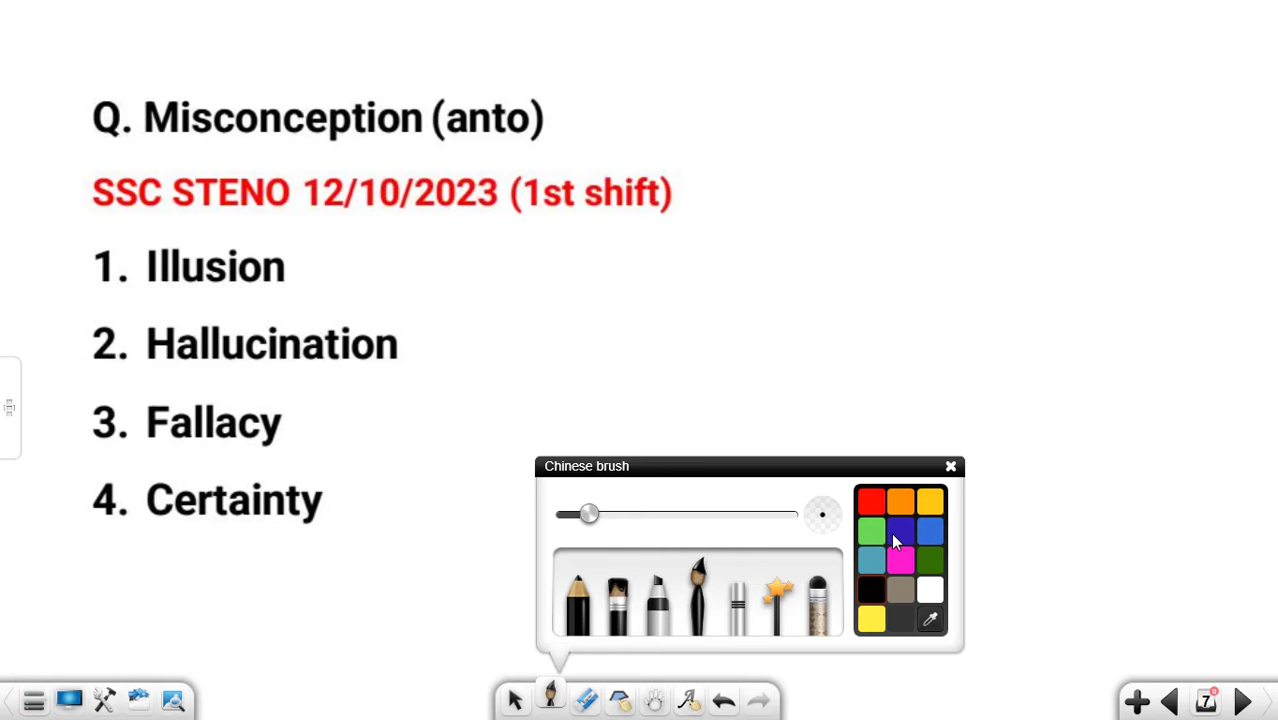 Q. Misconception (anto)
SSC STENO 12/10/2023 (1st shift)
1. Illusion
2. Hallucination
3. Fallacy
4. Certainty
Chinese brush
7